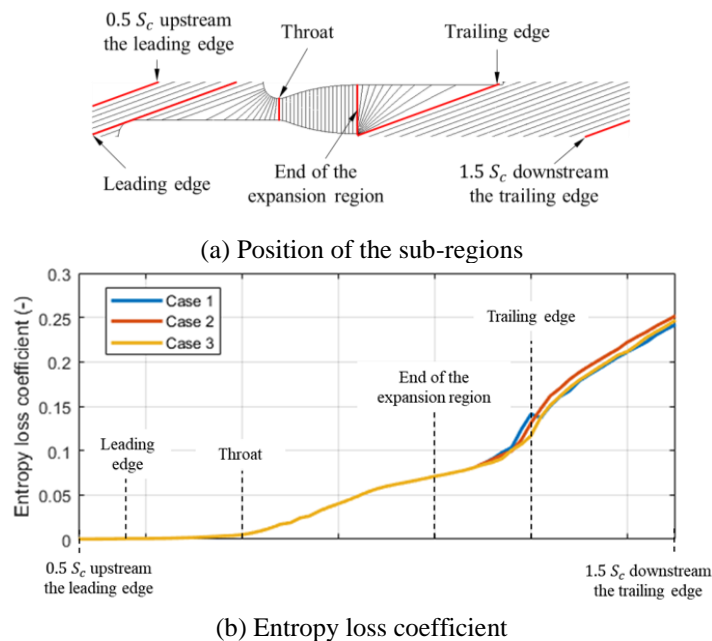 0.5 S_c upstream
the leading edge
Throat
Trailing edge
Leading edge
End of the
expansion region
1.5 S_c downstream
the trailing edge
(a) Position of the sub-regions
Entropy loss coefficient (-)
0.3
0.25
0.2
0.15
0.1
0.05
0
Case 1
Case 2
Case 3
Leading
edge
Throat
End of the
expansion region
Trailing edge
0.5 S_c upstream
the leading edge
1.5 S_c downstream
the trailing edge
(b) Entropy loss coefficient